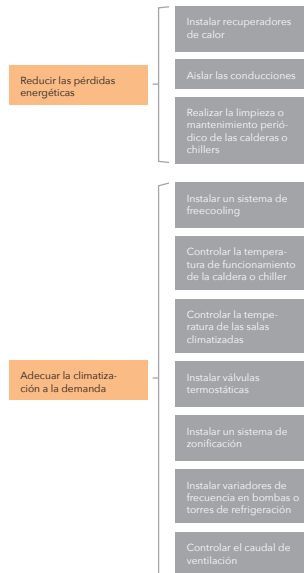 Reducir las pérdidas
energéticas
Instalar recuperadores
de calor
Aislar las conducciones
Realizar la limpieza o
mantenimiento perió-
dico de las calderas o
chillers
Adecuar la climatiza-
ción a la demanda
Instalar un sistema de
freecooling
Controlar la tempera-
tura de funcionamiento
de la caldera o chiller
Controlar la tempe-
ratura de las salas
climatizadas
Instalar válvulas
termostáticas
Instalar un sistema de
zonificación
Instalar variadores de
frecuencia en bombas o
torres de refrigeración
Controlar el caudal de
ventilación